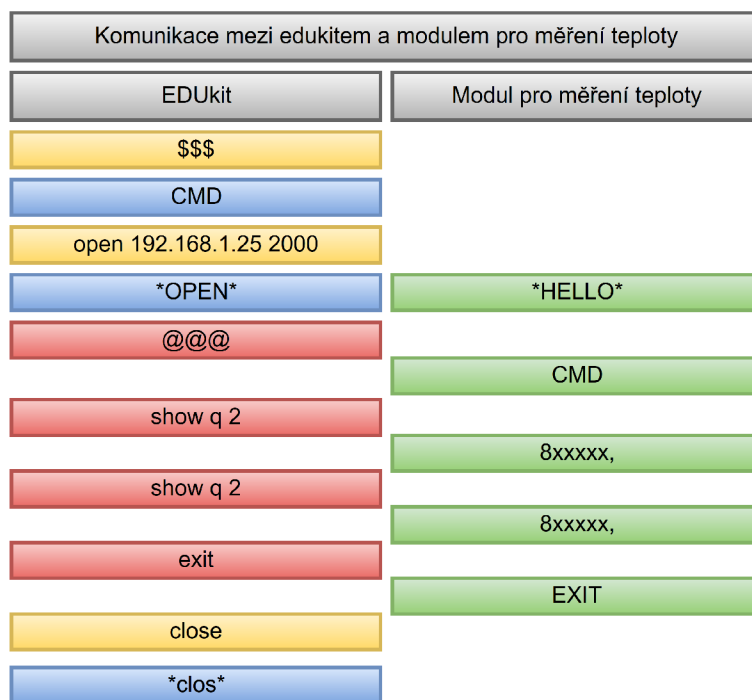 Komunikace mezi edukitem a modulem pro měření teploty
EDUkit
Modul pro měření teploty
$$$
CMD
open 192.168.1.25 2000
*OPEN*
*HELLO*
@@@
CMD
show q 2
8xxxxx,
show q 2
8xxxxx,
exit
EXIT
close
*clos*